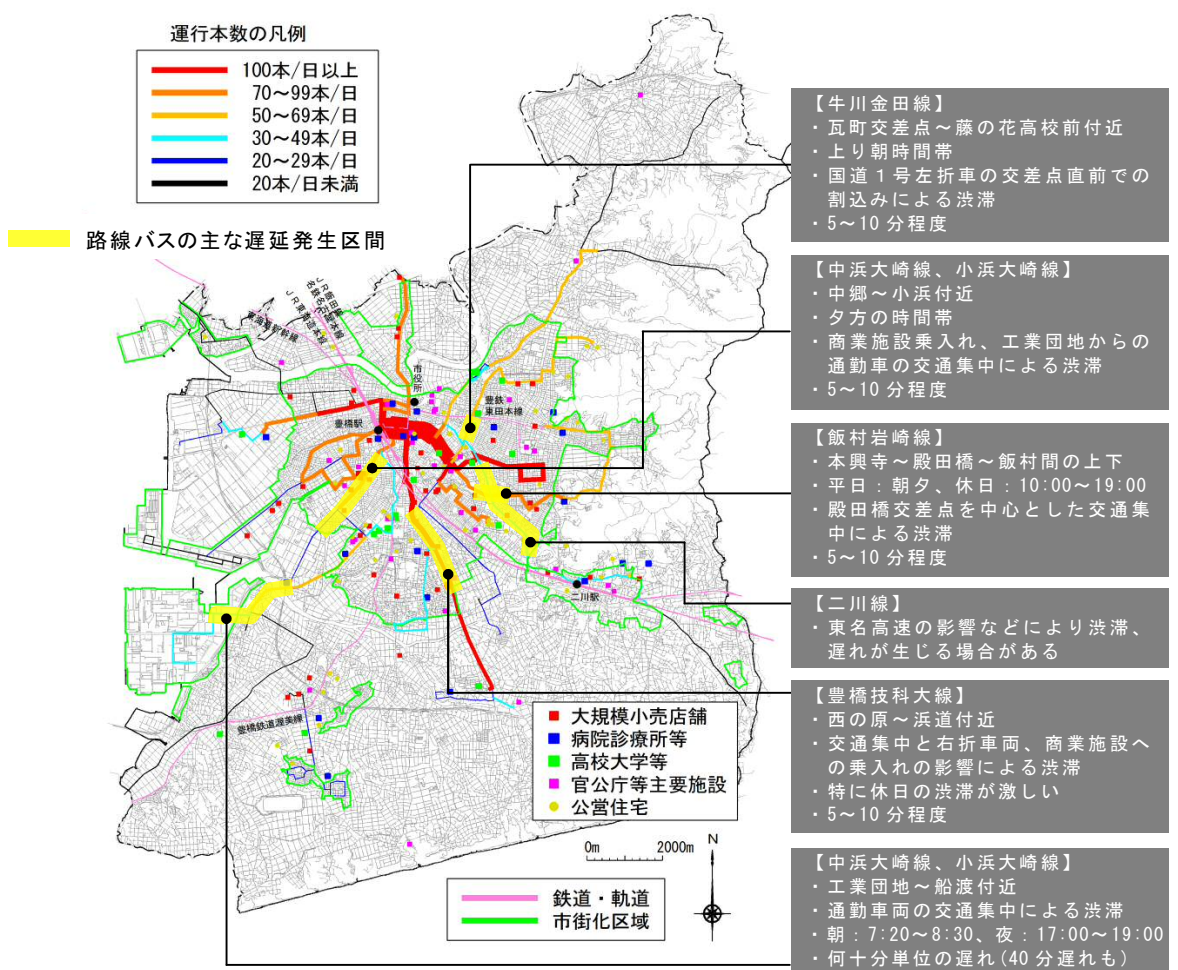 運行本数の凡例
100本/日以上
70～99本/日
50～69本/日
30～49本/日
20～29本/日
20本/日未満
路線バスの主な遅延発生区間
JR飯田線
名鉄名古屋本線
JR東海道本線
東海道新幹線
市役所
豊鉄
東田本線
豊橋駅
二川駅
豊橋鉄道渥美線
【牛川金田線】
・瓦町交差点～藤の花高校前付近
・上り朝時間帯
・国道１号左折車の交差点直前での
割込みによる渋滞
・5～10分程度
【中浜大崎線、小浜大崎線】
・中郷～小浜付近
・夕方の時間帯
・商業施設乗入れ、工業団地からの
通勤車の交通集中による渋滞
・5～10分程度
【飯村岩崎線】
・本興寺～殿田橋～飯村間の上下
・平日：朝夕、休日：10:00～19:00
・殿田橋交差点を中心とした交通集
中による渋滞
・5～10分程度
【二川線】
・東名高速の影響などにより渋滞、
遅れが生じる場合がある
【豊橋技科大線】
・西の原～浜道付近
・交通集中と右折車両、商業施設へ
の乗入れの影響による渋滞
・特に休日の渋滞が激しい
・5～10分程度
【中浜大崎線、小浜大崎線】
・工業団地～船渡付近
・通勤車両の交通集中による渋滞
・朝：7:20～8:30、夜：17:00～19:00
・何十分単位の遅れ(40分遅れも)
大規模小売店舗
病院診療所等
高校大学等
官公庁等主要施設
公営住宅
0m 2000m
N
鉄道・軌道
市街化区域